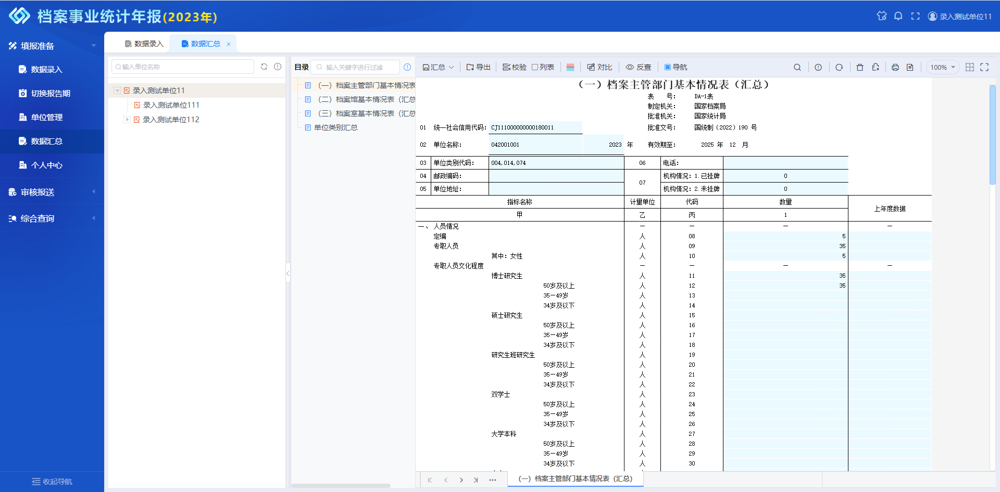 档案事业统计年报(2023年)
录入测试单位11
填报准备
数据录入
切换报告期
单位管理
数据汇总
个人中心
审核报送
综合查询
收起导航
数据录入
数据汇总 ×
输入单位名称
录入测试单位11
录入测试单位111
录入测试单位112
目录 输入关键字进行过滤
（一）档案主管部门基本情况表
（二）档案馆基本情况表（汇总
（三）档案室基本情况表（汇总
单位类别汇总
汇总 导出 校验 列表 对比 反查 导航 100%
（一）档案主管部门基本情况表（汇总）
表 号： DA-1表
制定机关： 国家档案局
批准机关： 国家统计局
01 统一社会信用代码： CJ111000000000180011 批准文号： 国统制（2022）190 号
02 单位名称： 042001001 2023 年 有效期至： 2025 年 12 月
03 单位类别代码： 004,014,074 06 电话：
04 邮政编码： 07 机构情况：1.已挂牌 0
05 单位地址： 机构情况：2.未挂牌 0
指标名称 计量单位 代码 数量 上年度数据
甲 乙 丙 1
一、人员情况 — — — —
定编 人 08 5
专职人员 人 09 35
其中：女性 人 10 5
专职人员文化程度 — — — —
博士研究生 人 11 35
50岁及以上 人 12 35
35—49岁 人 13
34岁及以下 人 14
硕士研究生 人 15
50岁及以上 人 16
35—49岁 人 17
34岁及以下 人 18
研究生班研究生 人 19
50岁及以上 人 20
35—49岁 人 21
34岁及以下 人 22
双学士 人 23
50岁及以上 人 24
35—49岁 人 25
34岁及以下 人 26
大学本科 人 27
50岁及以上 人 28
35—49岁 人 29
34岁及以下 人 30
（一）档案主管部门基本情况表（汇总）